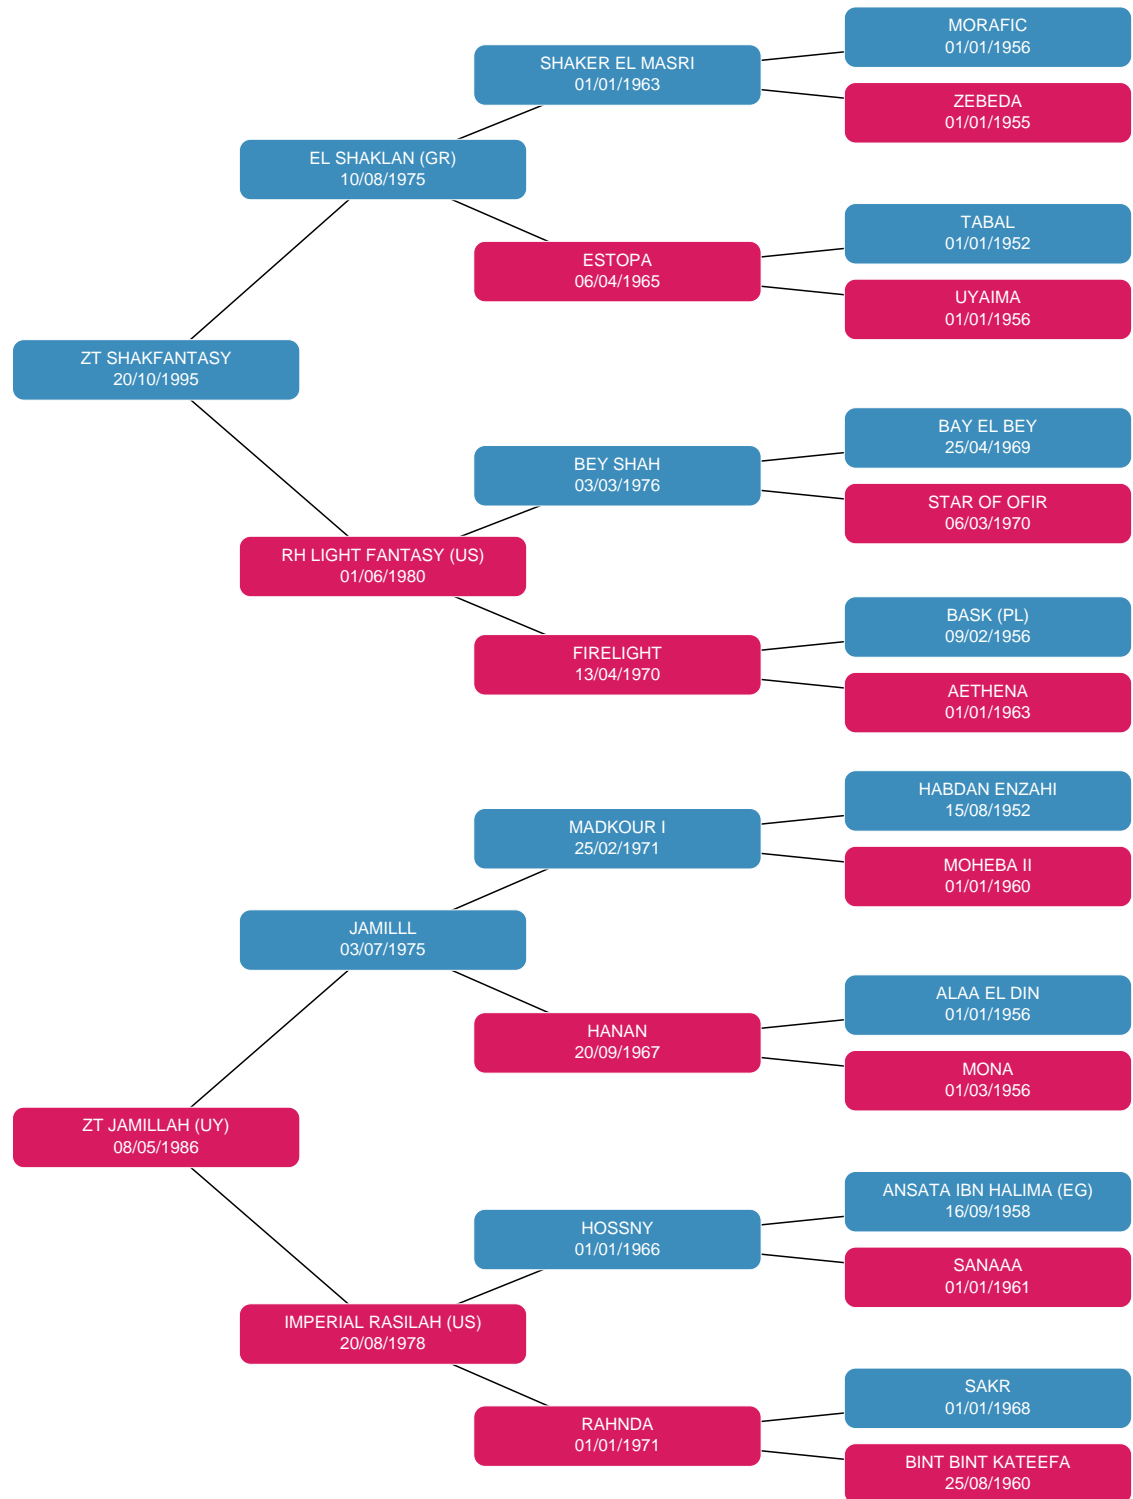 MORAFIC
01/01/1956
SHAKER EL MASRI
01/01/1963
ZEBEDA
01/01/1955
EL SHAKLAN (GR)
10/08/1975
TABAL
01/01/1952
ESTOPA
06/04/1965
UYAIMA
01/01/1956
ZT SHAKFANTASY
20/10/1995
BAY EL BEY
25/04/1969
BEY SHAH
03/03/1976
STAR OF OFIR
06/03/1970
RH LIGHT FANTASY (US)
01/06/1980
BASK (PL)
09/02/1956
FIRELIGHT
13/04/1970
AETHENA
01/01/1963
HABDAN ENZAHI
15/08/1952
MADKOUR I
25/02/1971
MOHEBA II
01/01/1960
JAMILLL
03/07/1975
ALAA EL DIN
01/01/1956
HANAN
20/09/1967
MONA
01/03/1956
ZT JAMILLAH (UY)
08/05/1986
ANSATA IBN HALIMA (EG)
16/09/1958
HOSSNY
01/01/1966
SANAAA
01/01/1961
IMPERIAL RASILAH (US)
20/08/1978
SAKR
01/01/1968
RAHNDA
01/01/1971
BINT BINT KATEEFA
25/08/1960